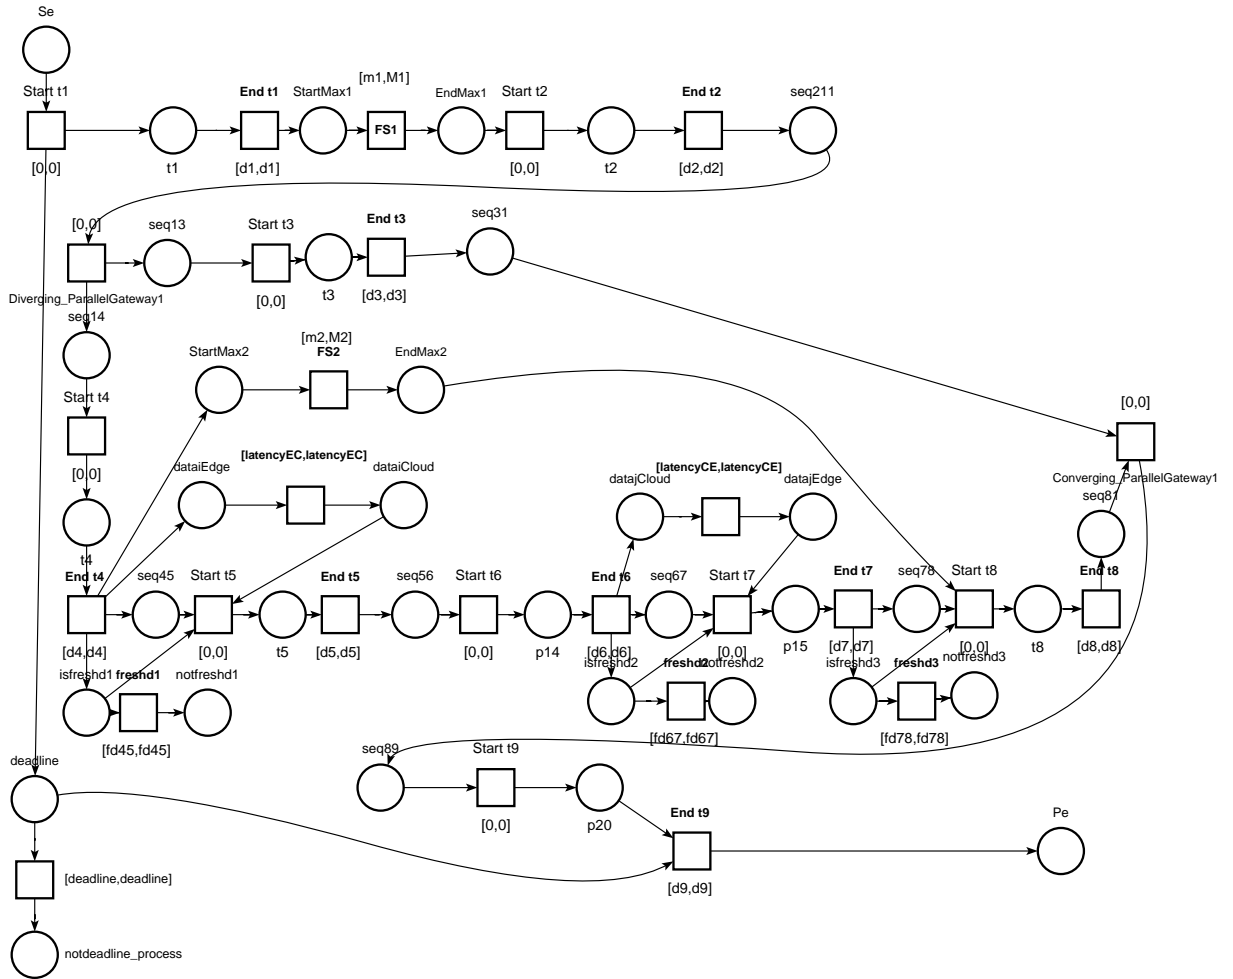 Se
Start t1
[0,0]
t1
End t1
[d1,d1]
StartMax1
[m1,M1]
FS1
EndMax1
Start t2
[0,0]
t2
End t2
[d2,d2]
seq211
[0,0]
Diverging_ParallelGateway1
seq13
Start t3
[0,0]
t3
End t3
[d3,d3]
seq31
seq14
Start t4
[0,0]
t4
StartMax2
[m2,M2]
FS2
EndMax2
[0,0]
Converging_ParallelGateway1
dataiEdge
[latencyEC,latencyEC]
dataiCloud
datajCloud
[latencyCE,latencyCE]
datajEdge
seq81
End t4
[d4,d4]
seq45
Start t5
[0,0]
t5
End t5
[d5,d5]
seq56
Start t6
[0,0]
p14
End t6
[d6,d6]
seq67
Start t7
[0,0]
p15
End t7
[d7,d7]
seq78
Start t8
[0,0]
t8
End t8
[d8,d8]
isfreshd1
freshd1
[fd45,fd45]
notfreshd1
isfreshd2
freshd2
[fd67,fd67]
notfreshd2
isfreshd3
freshd3
[fd78,fd78]
notfreshd3
deadline
seq89
Start t9
[0,0]
p20
End t9
[d9,d9]
Pe
[deadline,deadline]
notdeadline_process